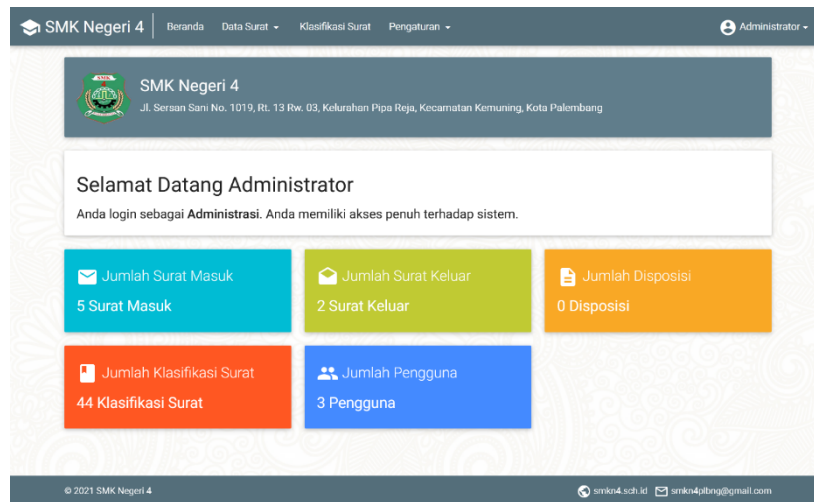 SMK Negeri 4 Beranda Data Surat Klasifikasi Surat Pengaturan Administrator
SMK
SMK Negeri 4
Jl. Sersan Sani No. 1019, Rt. 13 Rw. 03, Kelurahan Pipa Reja, Kecamatan Kemuning, Kota Palembang
Selamat Datang Administrator
Anda login sebagai Administrasi. Anda memiliki akses penuh terhadap sistem.
Jumlah Surat Masuk
5 Surat Masuk
Jumlah Surat Keluar
2 Surat Keluar
Jumlah Disposisi
0 Disposisi
Jumlah Klasifikasi Surat
44 Klasifikasi Surat
Jumlah Pengguna
3 Pengguna
© 2021 SMK Negeri 4 smkn4.sch.id smkn4plbng@gmail.com